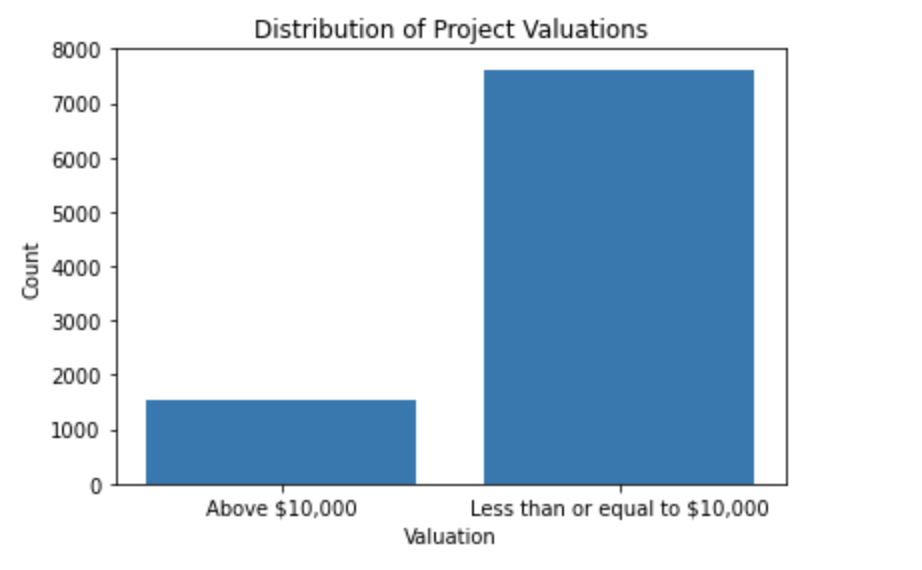 Distribution of Project Valuations
8000
7000
6000
5000
4000
3000
2000
1000
0
Count
Above $10,000
Less than or equal to $10,000
Valuation